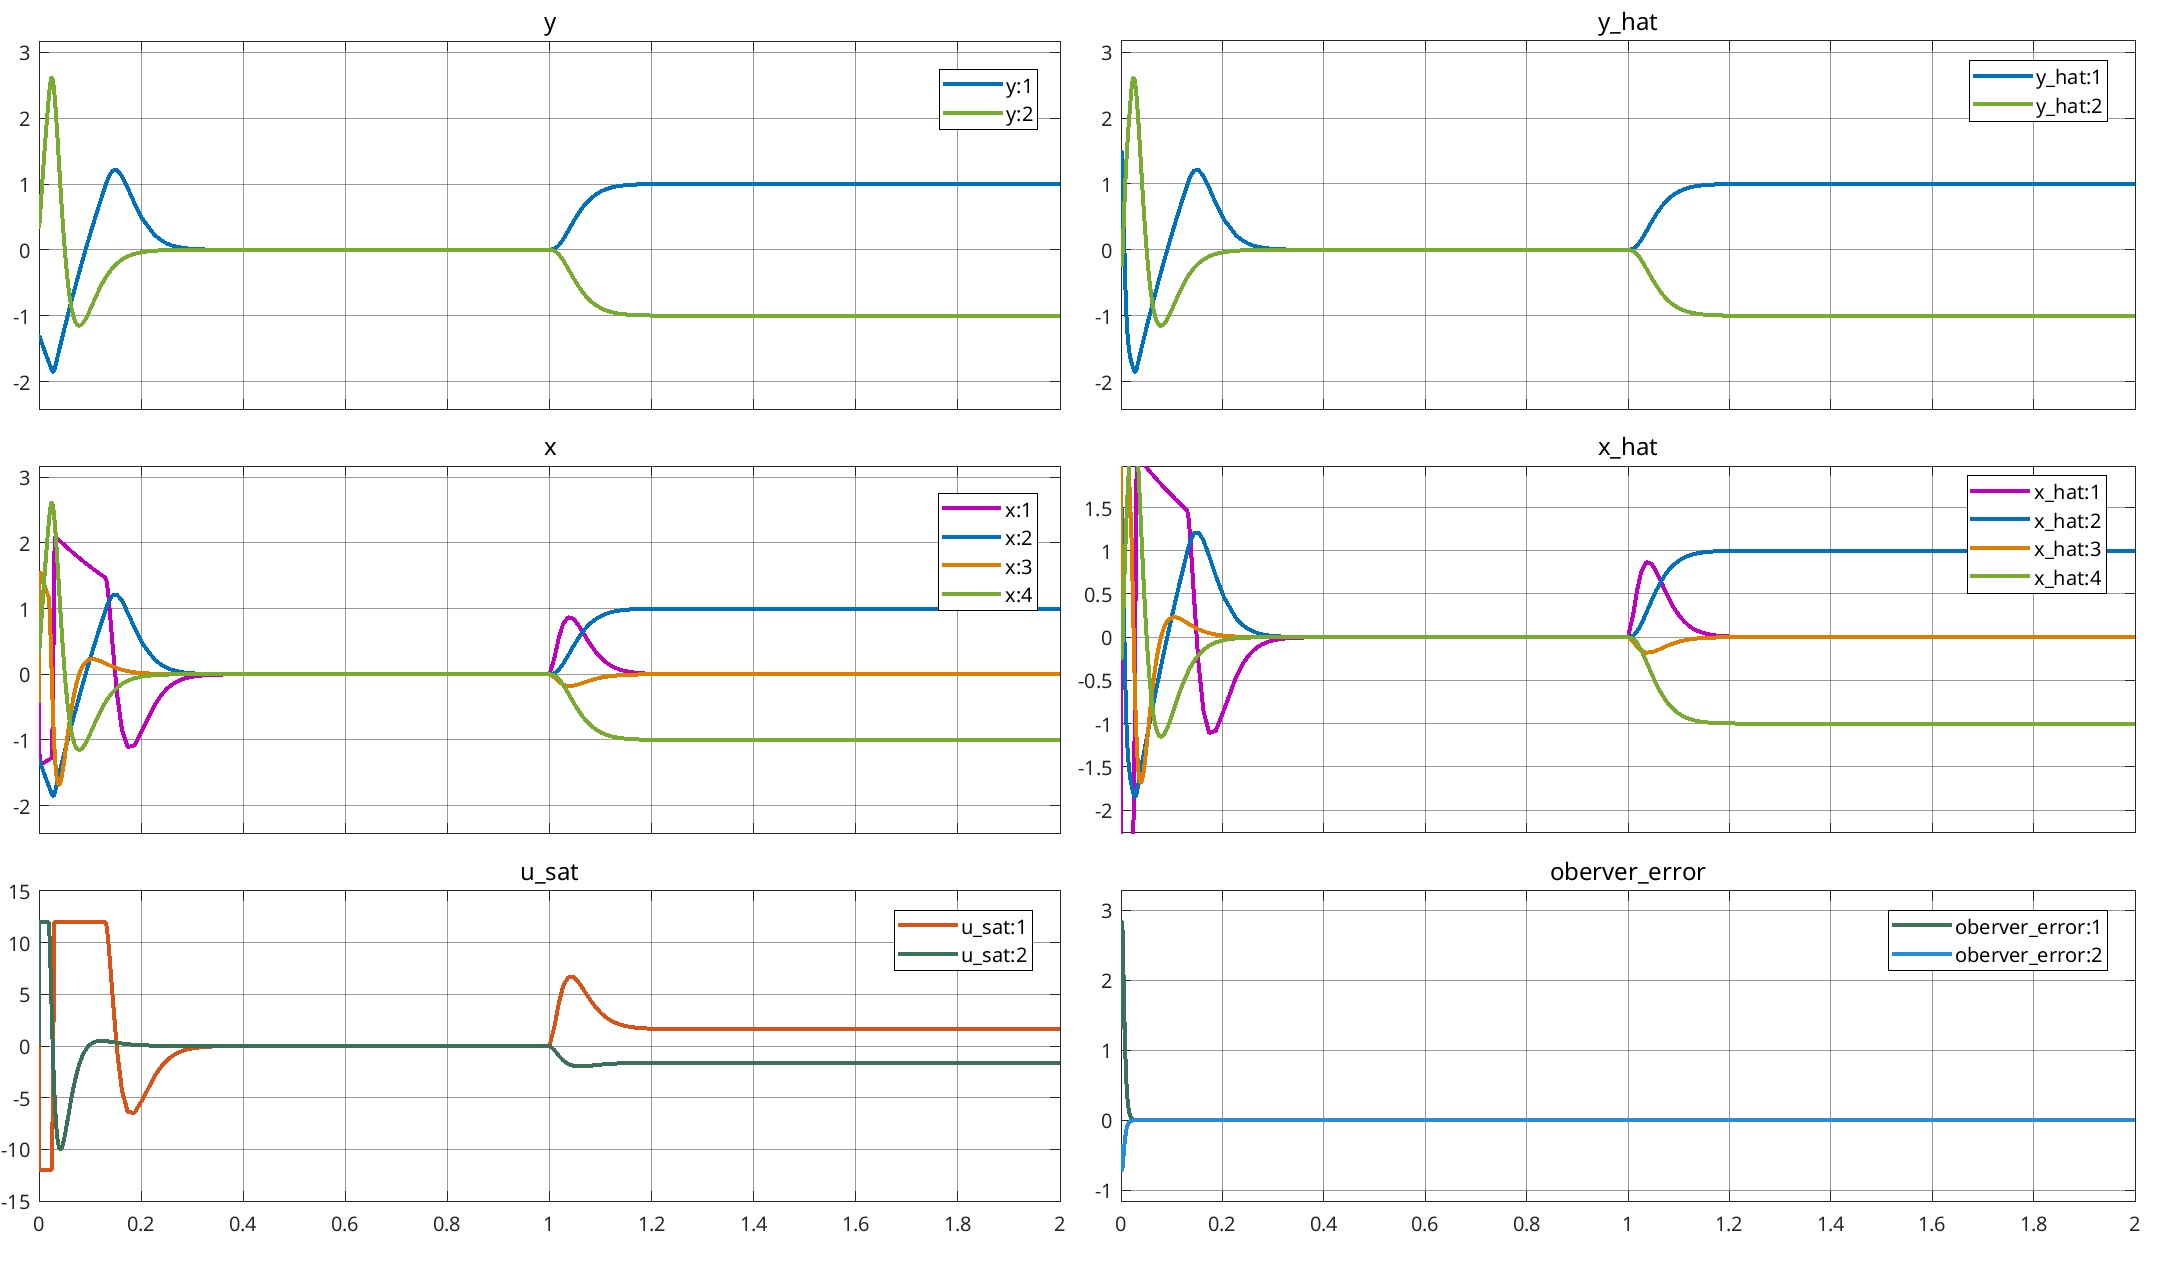 y
3
2
1
0
-1
-2
y:1
y:2
y_hat
3
2
1
0
-1
-2
y_hat:1
y_hat:2
x
3
2
1
0
-1
-2
x:1
x:2
x:3
x:4
x_hat
1.5
1
0.5
0
-0.5
-1
-1.5
-2
x_hat:1
x_hat:2
x_hat:3
x_hat:4
u_sat
15
10
5
0
-5
-10
-15
u_sat:1
u_sat:2
0 0.2 0.4 0.6 0.8 1 1.2 1.4 1.6 1.8 2
oberver_error
3
2
1
0
-1
oberver_error:1
oberver_error:2
0 0.2 0.4 0.6 0.8 1 1.2 1.4 1.6 1.8 2